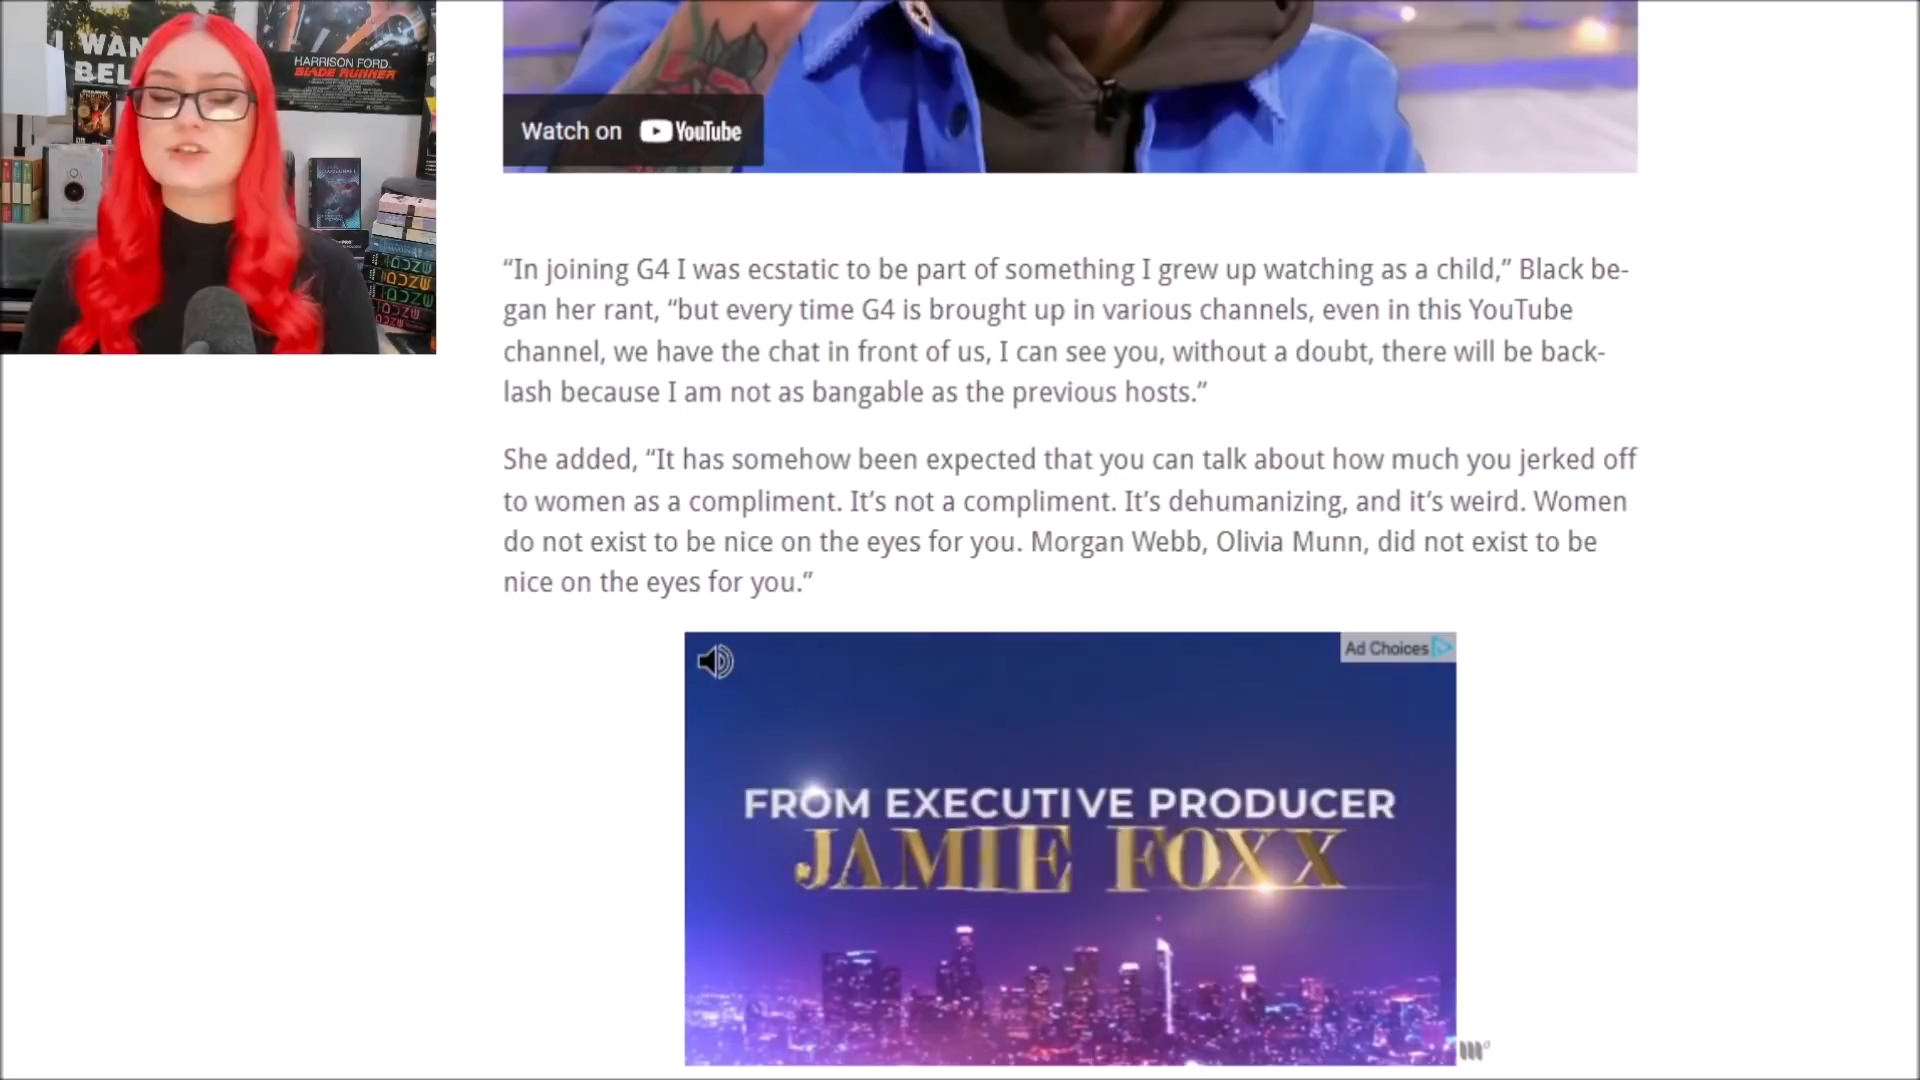 I WAN
BEL
HARRISON FORD.
BLADE RUNNER
Watch on YouTube
“In joining G4 I was ecstatic to be part of something I grew up watching as a child,” Black be-
gan her rant, “but every time G4 is brought up in various channels, even in this YouTube
channel, we have the chat in front of us, I can see you, without a doubt, there will be back-
lash because I am not as bangable as the previous hosts.”
She added, “It has somehow been expected that you can talk about how much you jerked off
to women as a compliment. It’s not a compliment. It’s dehumanizing, and it’s weird. Women
do not exist to be nice on the eyes for you. Morgan Webb, Olivia Munn, did not exist to be
nice on the eyes for you.”
Ad Choices
FROM EXECUTIVE PRODUCER
JAMIE FOXX